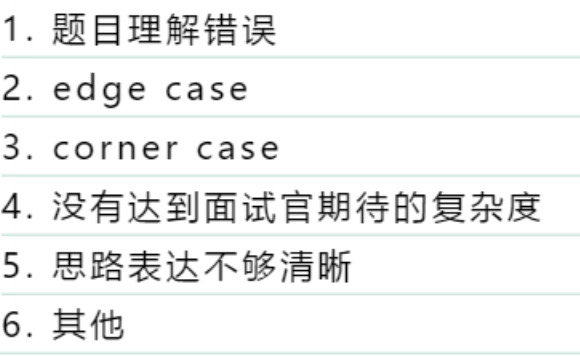 1. 题目理解错误
2. edge case
3. corner case
4. 没有达到面试官期待的复杂度
5. 思路表达不够清晰
6. 其他